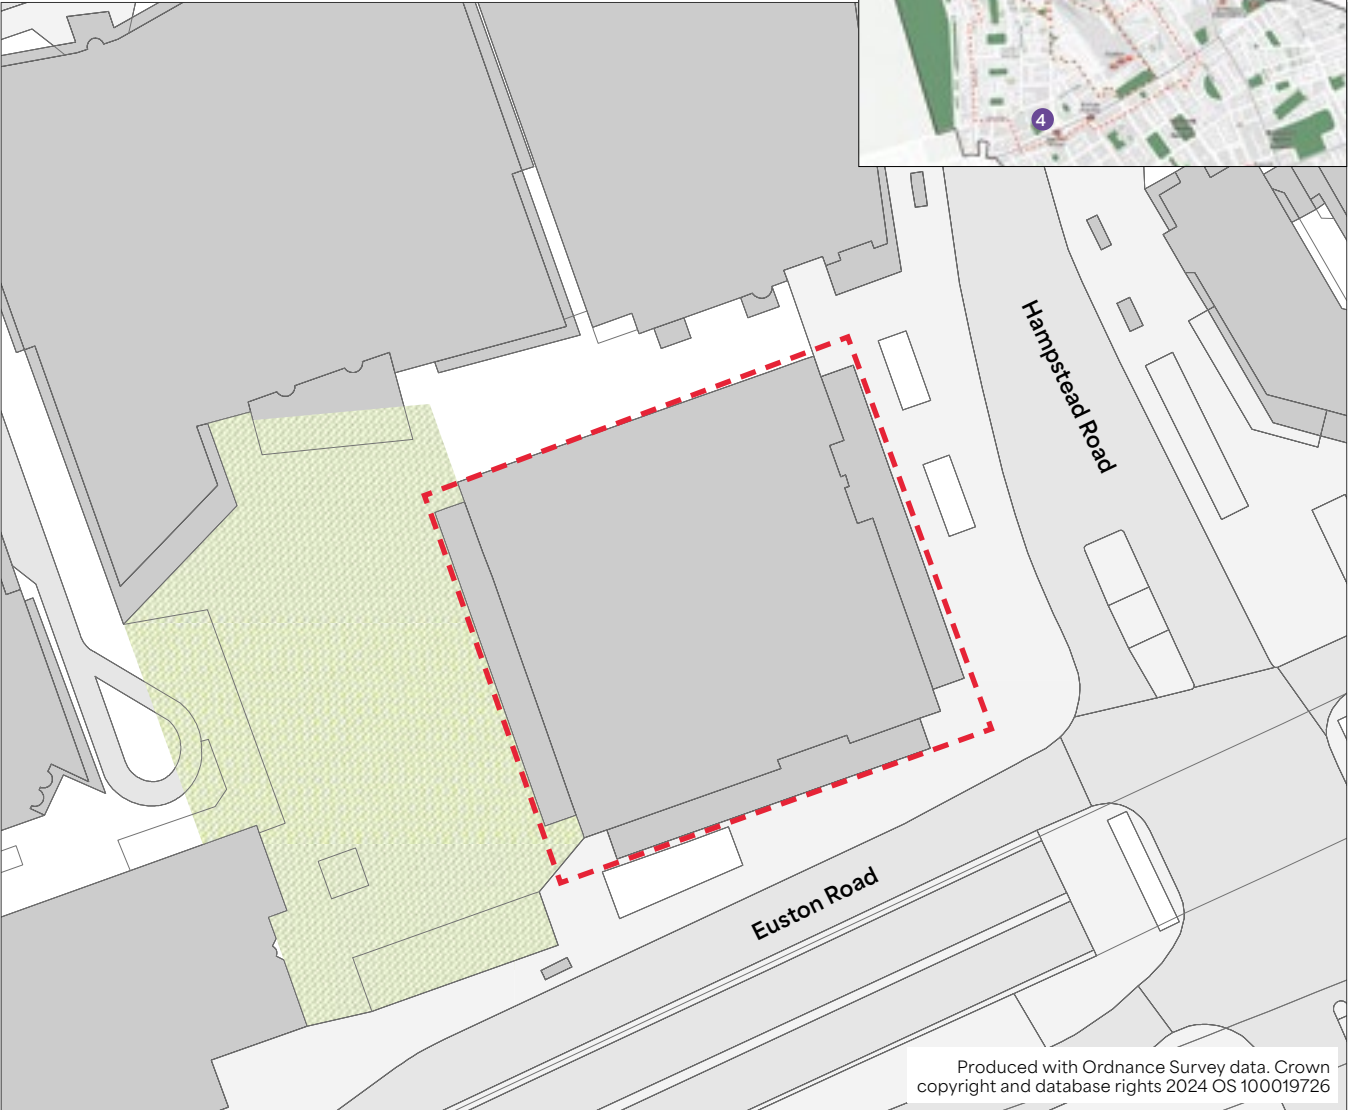 4
Hampstead Road
Euston Road
Produced with Ordnance Survey data. Crown
copyright and database rights 2024 OS 100019726